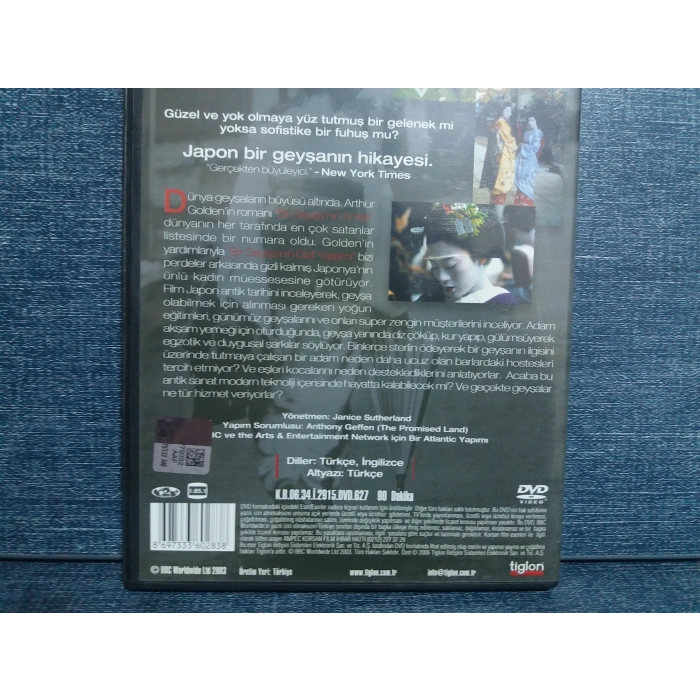 Güzel ve yok olmaya yüz tutmuş bir gelenek mi
yoksa sofistike bir fuhuş mu?
Japon bir geyşanın hikayesi.
"Gerçekten büyüleyici." - New York Times
Dünya geyşaların büyüsü altında. Arthur
Golden'in romanı
dünyanın her tarafında en çok satanlar
listesinde bir numara oldu. Golden'in
yardımlarıyla bizi
perdeler arkasında gizli kalmış Japonya'nın
ünlü kadın müessesesine götürüyor.
Film Japon antik tarihini inceleyerek, geyşa
olabilmek için alınması gereken yoğun
eğitimleri, günümüz geyşalarını ve onları süper zengin müşterilerini inceliyor. Adam
akşam yemeği için oturduğunda, geyşa yanında diz çöküp, kur yapıp, gülümsüyerek
egzotik ve duygusal şarkılar söylüyor. Binlerce sterlin ödeyerek bir geyşanın ilgisini
üzerinde tutmaya çalışan bir adam neden daha ucuz olan barlardaki hostesleri
tercih etmiyor? Ve eşleri kocalarını neden desteklediklerini anlatıyorlar. Acaba bu
antik sanat modern teknoloji içerisinde hayatta kalabilecek mi? Ve geçekte geyşalar
ne tür hizmet veriyorlar?
Yönetmen: Janice Sutherland
Yapım Sorumlusu: Anthony Geffen (The Promised Land)
BC ve the Arts & Entertainment Network için Bir Atlantic Yapımı
Diller: Türkçe, İngilizce
Altyazı: Türkçe
K.B.06.34.İ.2915.DVD.627 90 Dakika
DVD
VIDEO
8 697333 602838
© BBC Worldwide Ltd 2003 Üretim Yeri: Türkiye www.tiglon.com.tr info@tiglon.com.tr
tiglon